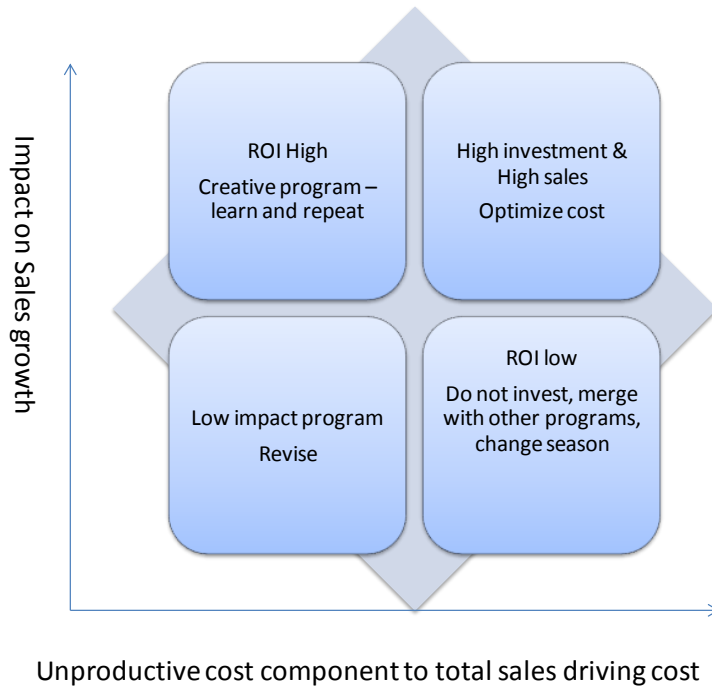 Impact on Sales growth
ROI High
Creative program –
learn and repeat
High investment &
High sales
Optimize cost
Low impact program
Revise
ROI low
Do not invest, merge
with other programs,
change season
Unproductive cost component to total sales driving cost